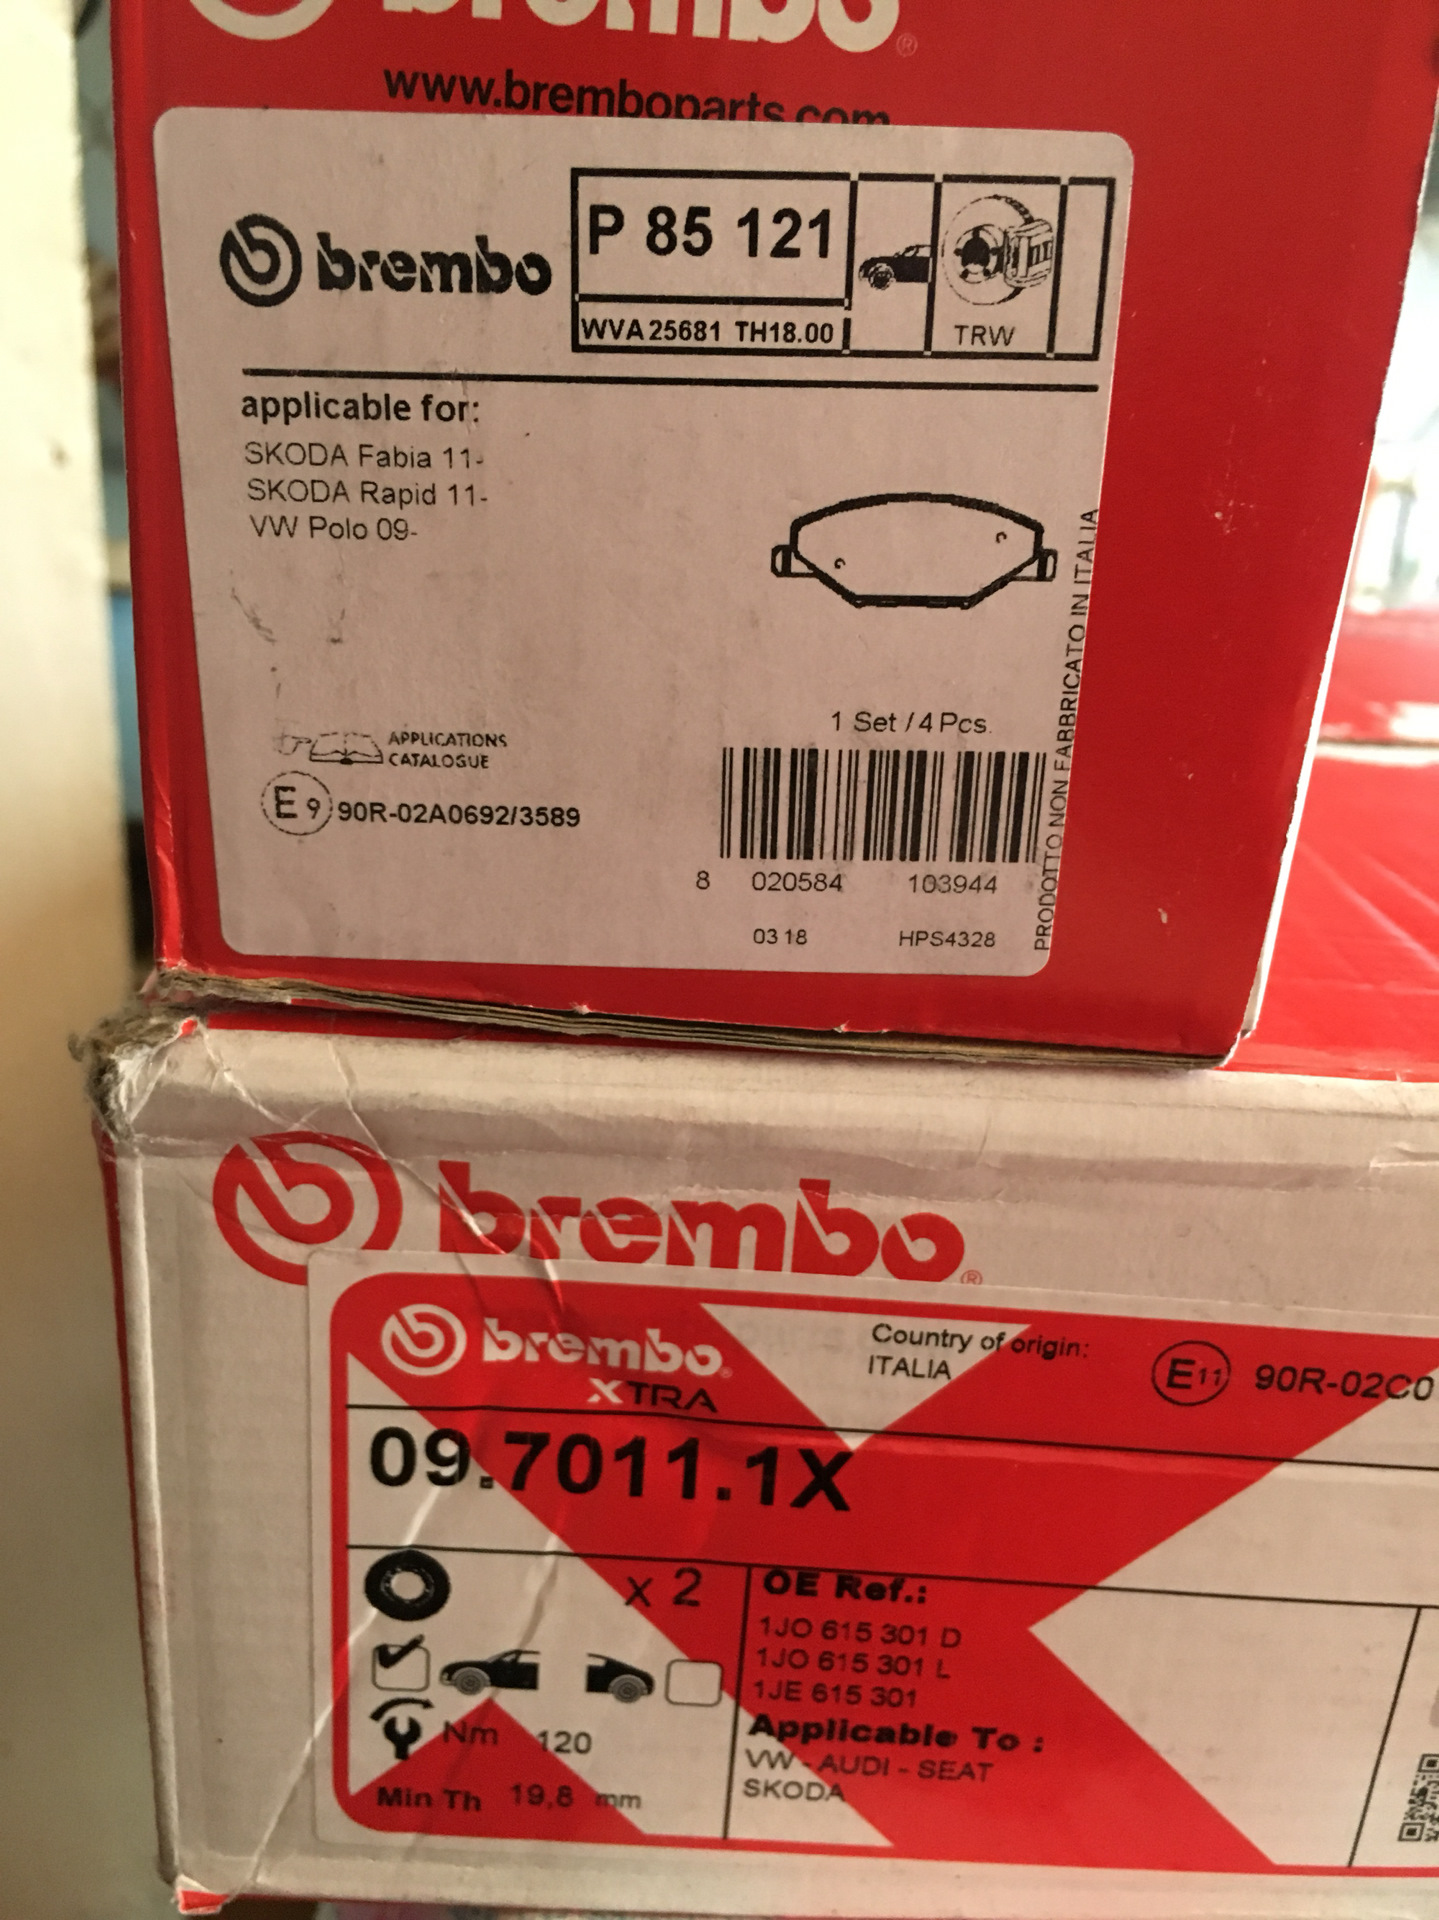 brembo®
www.bremboparts.com
brembo
P 85 121
WVA 25681 TH18.00
TRW
applicable for:
SKODA Fabia 11-
SKODA Rapid 11-
VW Polo 09-
PRODOTTO NON FABBRICATO IN ITALIA
1 Set / 4 Pcs.
APPLICATIONS
CATALOGUE
E 9 90R-02A0692/3589
8 020584 103944
03 18 HPS4328
brembo®
brembo®
XTRA
Country of origin:
ITALIA
E11 90R-02C0
09.7011.1X
x 2
OE Ref.:
1JO 615 301 D
1JO 615 301 L
1JE 615 301
Nm 120
Min Th 19,8 mm
Applicable To :
VW - AUDI - SEAT
SKODA